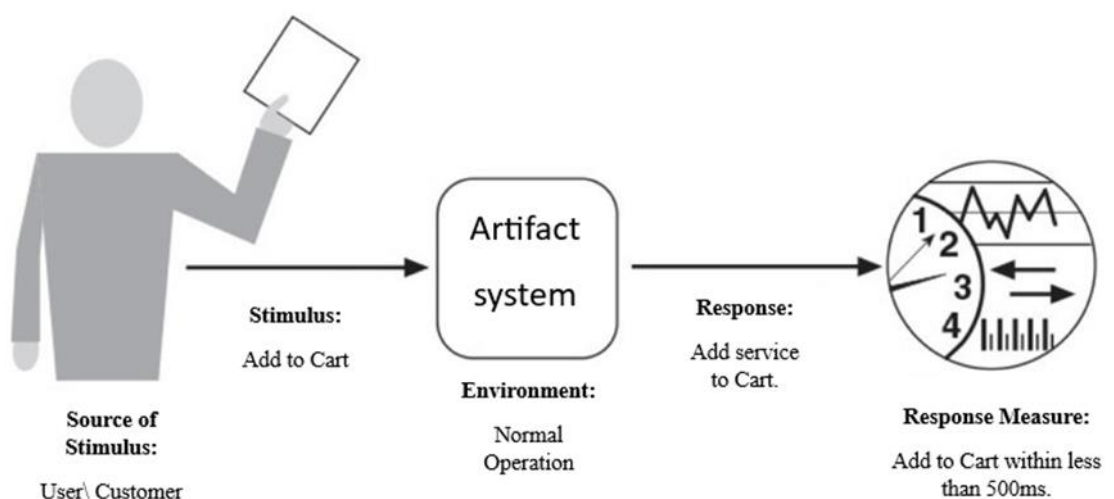 Artifact
system
1
2
3
4
Stimulus:
Add to Cart
Response:
Add service
to Cart.
Environment:
Normal
Operation
Source of
Stimulus:
User\ Customer
Response Measure:
Add to Cart within less
than 500ms.